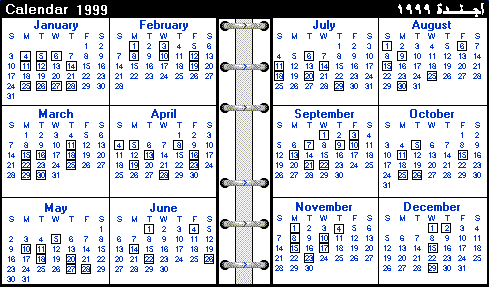 Calendar 1999
January
S M T W T F S
1 2
3 4 5 6 7 8 9
10 11 12 13 14 15 16
17 18 19 20 21 22 23
24 25 26 27 28 29 30
31
February
S M T W T F S
1 2 3 4 5 6
7 8 9 10 11 12 13
14 15 16 17 18 19 20
21 22 23 24 25 26 27
28
March
S M T W T F S
1 2 3 4 5 6
7 8 9 10 11 12 13
14 15 16 17 18 19 20
21 22 23 24 25 26 27
28 29 30 31
April
S M T W T F S
1 2 3
4 5 6 7 8 9 10
11 12 13 14 15 16 17
18 19 20 21 22 23 24
25 26 27 28 29 30
May
S M T W T F S
1
2 3 4 5 6 7 8
9 10 11 12 13 14 15
16 17 18 19 20 21 22
23 24 25 26 27 28 29
30 31
June
S M T W T F S
1 2 3 4 5
6 7 8 9 10 11 12
13 14 15 16 17 18 19
20 21 22 23 24 25 26
27 28 29 30
أجندة ١٩٩٩
July
S M T W T F S
1 2 3
4 5 6 7 8 9 10
11 12 13 14 15 16 17
18 19 20 21 22 23 24
25 26 27 28 29 30 31
August
S M T W T F S
1 2 3 4 5 6 7
8 9 10 11 12 13 14
15 16 17 18 19 20 21
22 23 24 25 26 27 28
29 30 31
September
S M T W T F S
1 2 3 4
5 6 7 8 9 10 11
12 13 14 15 16 17 18
19 20 21 22 23 24 25
26 27 28 29 30
October
S M T W T F S
1 2
3 4 5 6 7 8 9
10 11 12 13 14 15 16
17 18 19 20 21 22 23
24 25 26 27 28 29 30
31
November
S M T W T F S
1 2 3 4 5 6
7 8 9 10 11 12 13
14 15 16 17 18 19 20
21 22 23 24 25 26 27
28 29 30
December
S M T W T F S
1 2 3 4
5 6 7 8 9 10 11
12 13 14 15 16 17 18
19 20 21 22 23 24 25
26 27 28 29 30 31